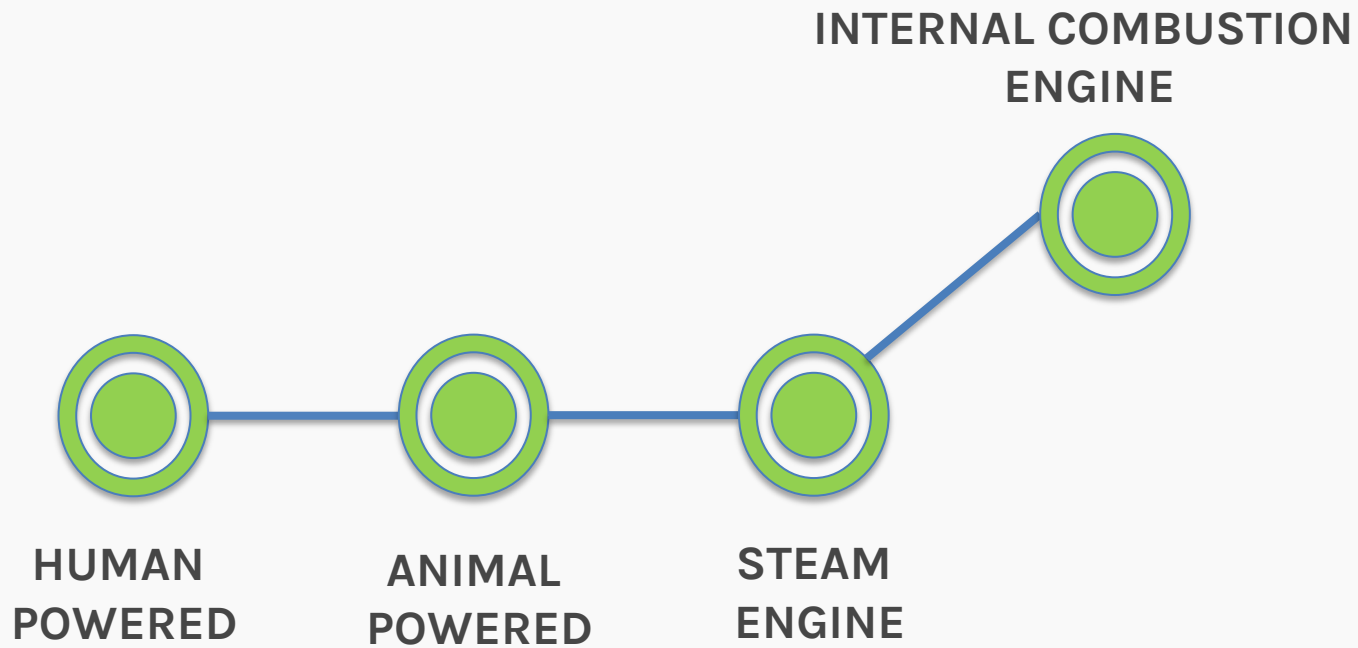 INTERNAL COMBUSTION
ENGINE
HUMAN
POWERED
ANIMAL
POWERED
STEAM
ENGINE